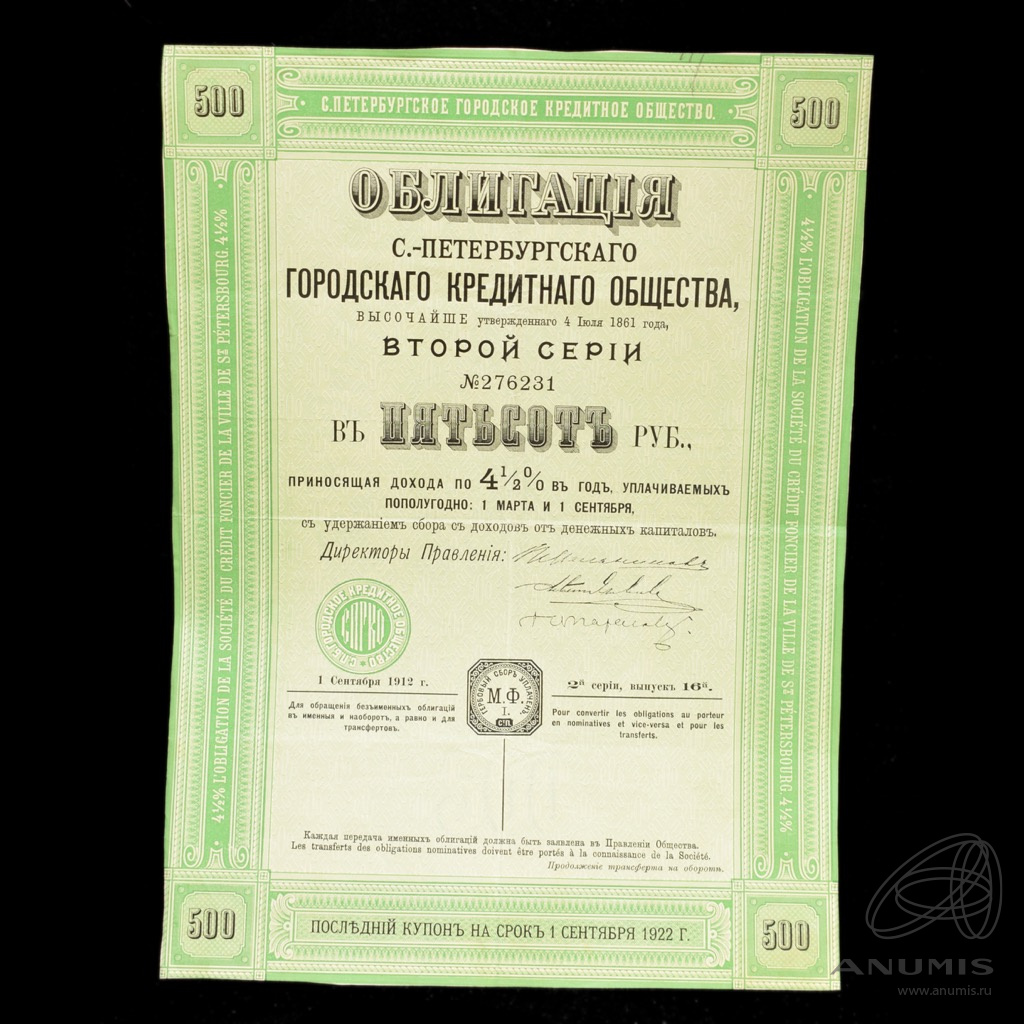 500
С.ПЕТЕРБУРГСКОЕ ГОРОДСКОЕ КРЕДИТНОЕ ОБЩЕСТВО.
500
4½% L'OBLIGATION DE LA SOCIÉTÉ DU CRÉDIT FONCIER DE LA VILLE DE ST PÉTERSBOURG. 4½%
ОБЛИГАЦІЯ
С.-ПЕТЕРБУРГСКАГО
ГОРОДСКАГО КРЕДИТНАГО ОБЩЕСТВА,
ВЫСОЧАЙШЕ утвержденнаго 4 Іюля 1861 года,
ВТОРОЙ СЕРІИ
№276231
ВЪ ПЯТЬСОТЪ РУБ.,
ПРИНОСЯЩАЯ ДОХОДА ПО 4½% ВЪ ГОДЪ, УПЛАЧИВАЕМЫХЪ
ПОПОЛУГОДНО: 1 МАРТА И 1 СЕНТЯБРЯ,
съ удержаніемъ сбора съ доходовъ отъ денежныхъ капиталовъ.
Директоры Правленія:
С.П.Б. ГОРОДСКОЕ КРЕДИТНОЕ ОБЩЕСТВО
СПГКО
1 Сентября 1912 г.
ГЕРБОВЫЙ СБОРЪ УПЛАЧЕНЪ.
М.Ф.
I.
СПБ.
2й серіи, выпускъ 16й.
Для обращенія безъименныхъ облигацій
въ именныя и наоборотъ, а равно и для
трансфертовъ.
Pour convertir les obligations au porteur
en nominatives et vice-versa et pour les
transferts.
Каждая передача именныхъ облигацій должна быть заявлена въ Правленіи Общества.
Les transferts des obligations nominatives doivent être portés à la connaissance de la Société.
Продолженіе трансферта на оборотѣ.
4½% L'OBLIGATION DE LA SOCIÉTÉ DU CRÉDIT FONCIER DE LA VILLE DE ST PÉTERSBOURG. 4½%
500
ПОСЛѢДНІЙ КУПОНЪ НА СРОКЪ 1 СЕНТЯБРЯ 1922 Г.
500
ANUMIS
www.anumis.ru